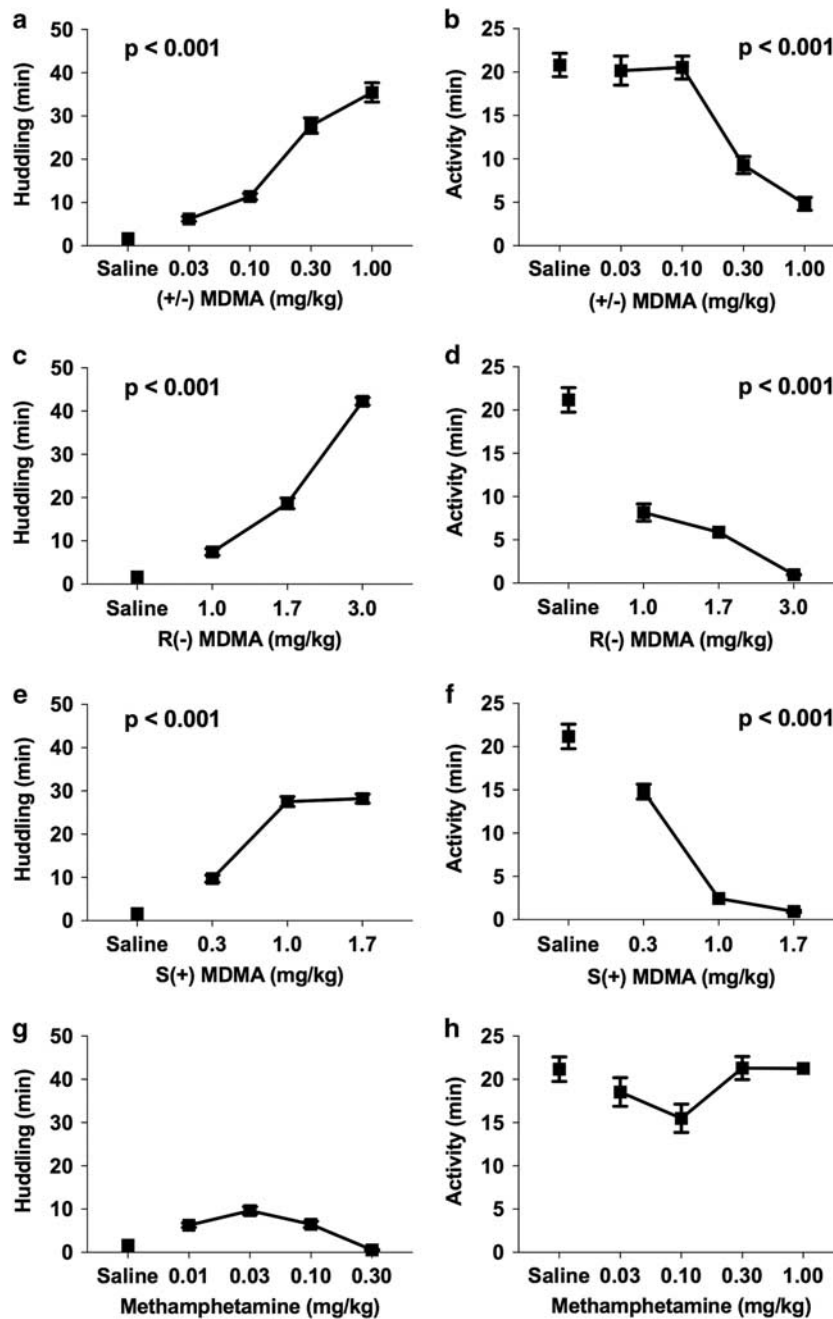 a
p < 0.001
Huddling (min)
50
40
30
20
10
0
Saline 0.03 0.10 0.30 1.00
(+/-) MDMA (mg/kg)
b
p < 0.001
Activity (min)
25
20
15
10
5
0
Saline 0.03 0.10 0.30 1.00
(+/-) MDMA (mg/kg)
c
p < 0.001
Huddling (min)
50
40
30
20
10
0
Saline 1.0 1.7 3.0
R(-) MDMA (mg/kg)
d
p < 0.001
Activity (min)
25
20
15
10
5
0
Saline 1.0 1.7 3.0
R(-) MDMA (mg/kg)
e
p < 0.001
Huddling (min)
50
40
30
20
10
0
Saline 0.3 1.0 1.7
S(+) MDMA (mg/kg)
f
p < 0.001
Activity (min)
25
20
15
10
5
0
Saline 0.3 1.0 1.7
S(+) MDMA (mg/kg)
g
Huddling (min)
50
40
30
20
10
0
Saline 0.01 0.03 0.10 0.30
Methamphetamine (mg/kg)
h
Activity (min)
25
20
15
10
5
0
Saline 0.03 0.10 0.30 1.00
Methamphetamine (mg/kg)